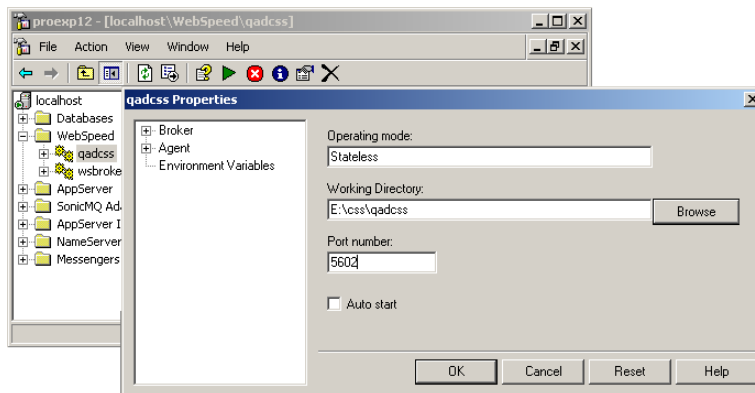 proexp12 - [localhost\WebSpeed\qadcss]
File Action View Window Help
localhost
Databases
WebSpeed
qadcss
wsbroke
AppServer
SonicMQ Ad
AppServer I
NameServer
Messengers
qadcss Properties
Broker
Agent
Environment Variables
Operating mode:
Stateless
Working Directory:
E:\css\qadcss
Browse
Port number:
5602
Auto start
OK Cancel Reset Help